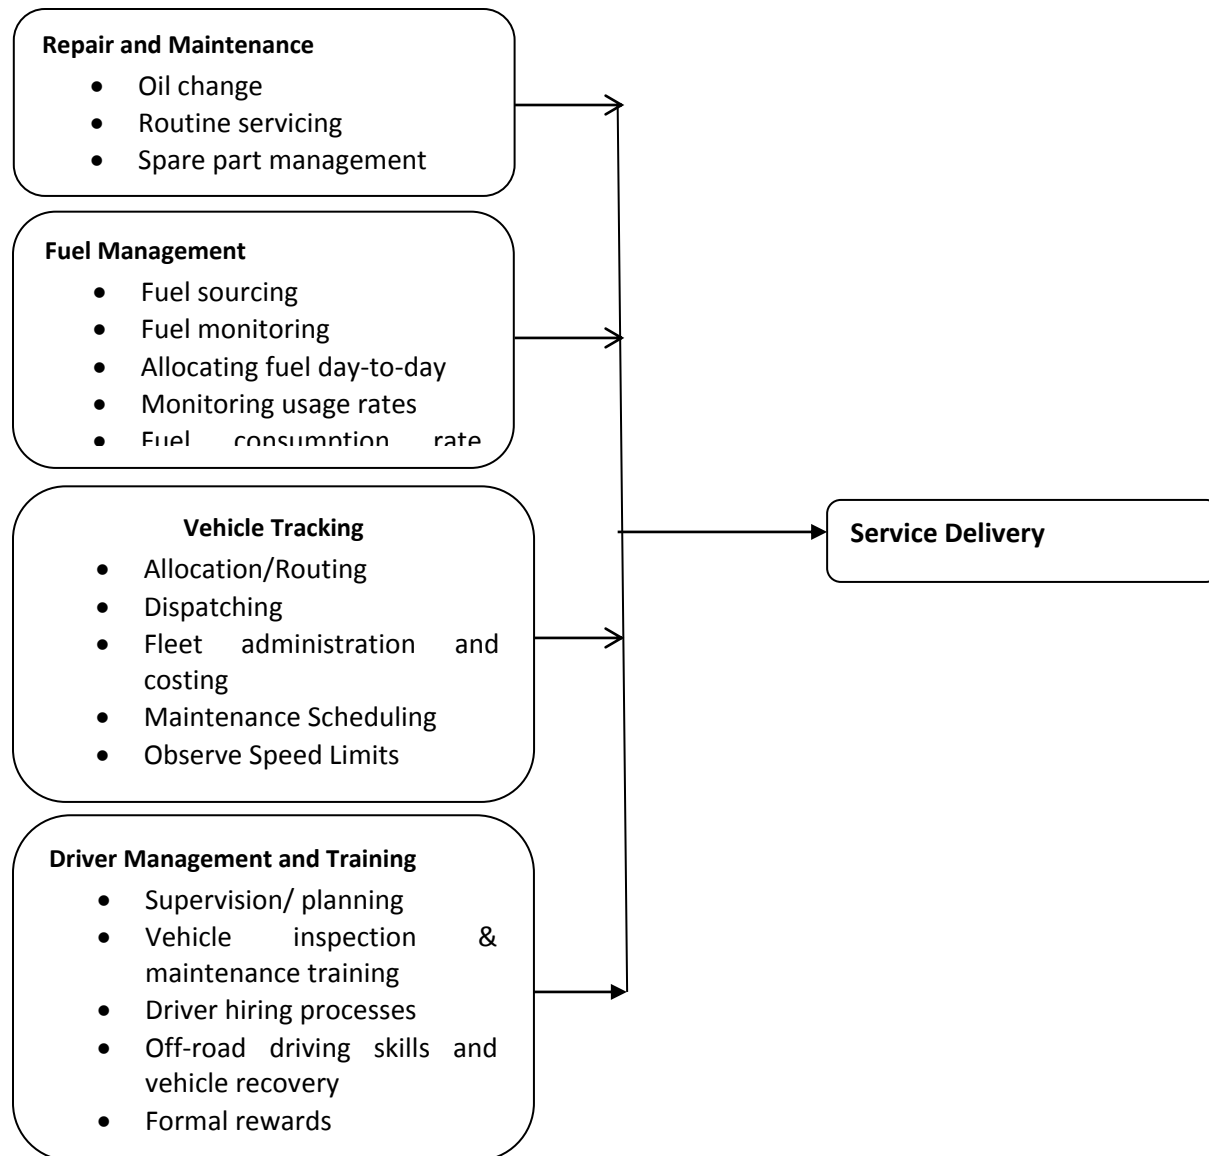 Repair and Maintenance
• Oil change
• Routine servicing
• Spare part management
Fuel Management
• Fuel sourcing
• Fuel monitoring
• Allocating fuel day-to-day
• Monitoring usage rates
• Fuel consumption rate
Vehicle Tracking
• Allocation/Routing
• Dispatching
• Fleet administration and
costing
• Maintenance Scheduling
• Observe Speed Limits
Service Delivery
Driver Management and Training
• Supervision/ planning
• Vehicle inspection &
maintenance training
• Driver hiring processes
• Off-road driving skills and
vehicle recovery
• Formal rewards